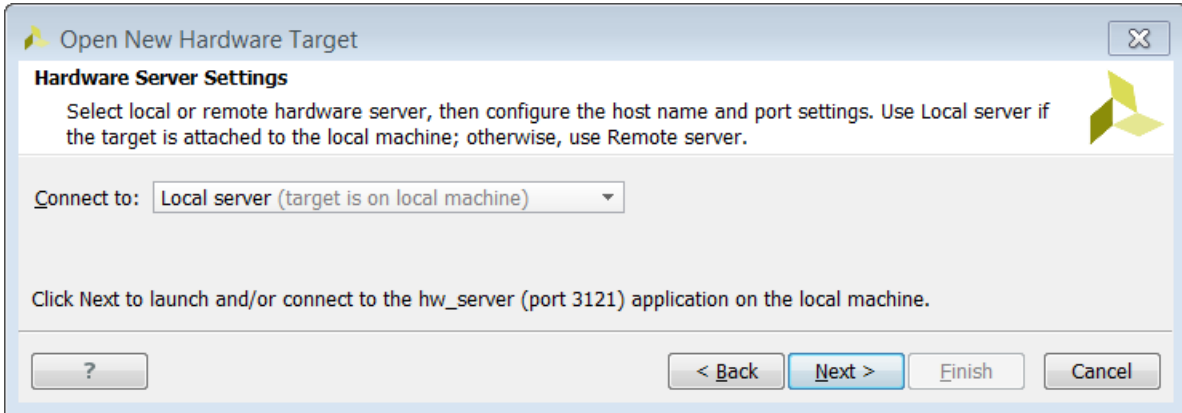 Open New Hardware Target
Hardware Server Settings
Select local or remote hardware server, then configure the host name and port settings. Use Local server if
the target is attached to the local machine; otherwise, use Remote server.
Connect to: Local server (target is on local machine)
Click Next to launch and/or connect to the hw_server (port 3121) application on the local machine.
? < Back Next > Finish Cancel